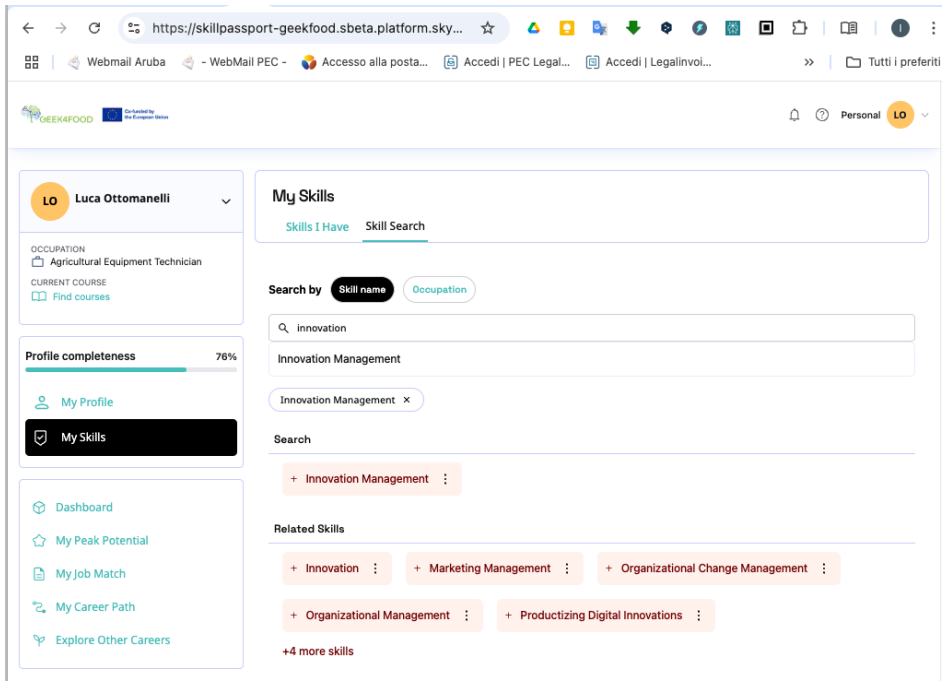 https://skillpassport-geekfood.sbeta.platform.sky...
Webmail Aruba
- WebMail PEC -
Accesso alla posta...
Accedi | PEC Legal...
Accedi | Legalinvoi...
»
Tutti i preferiti
GEEK4FOOD
Co-funded by
the European Union
Personal
LO
LO
Luca Ottomanelli
OCCUPATION
Agricultural Equipment Technician
CURRENT COURSE
Find courses
Profile completeness 76%
My Profile
My Skills
Dashboard
My Peak Potential
My Job Match
My Career Path
Explore Other Careers
My Skills
Skills I Have Skill Search
Search by Skill name Occupation
innovation
Innovation Management
Innovation Management ×
Search
+ Innovation Management
Related Skills
+ Innovation + Marketing Management + Organizational Change Management
+ Organizational Management + Productizing Digital Innovations
+4 more skills